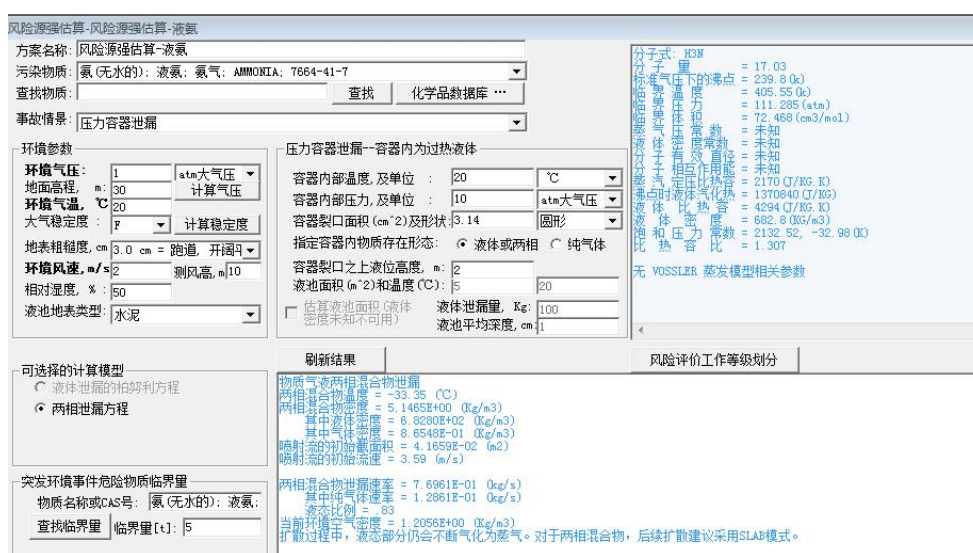 风险源强估算-风险源强估算-液氨
方案名称: 风险源强估算-液氨
污染物质: 氨(无水的); 液氨; 氨气; AMMONIA; 7664-41-7
查找物质: 查找 化学品数据库 …
事故情景: 压力容器泄漏
环境参数
环境气压: 1 atm大气压
地面高程, m: 30 计算气压
环境气温, ℃ 20
大气稳定度 : F 计算稳定度
地表粗糙度, cm 3.0 cm = 跑道, 开阔平
环境风速, m/s 2 测风高, m 10
相对湿度, % : 50
液池地表类型: 水泥
压力容器泄漏--容器内为过热液体
容器内部温度, 及单位 : 20 ℃
容器内部压力, 及单位 : 10 atm大气压
容器裂口面积(cm^2)及形状: 3.14 圆形
指定容器内物质存在形态: 液体或两相 纯气体
容器裂口之上液位高度, m: 2
液池面积(m^2)和温度(℃): 5 20
估算液池面积(液体密度未知不可用)
液体泄漏量, Kg: 100
液池平均深度, cm: 1
分子式: H3N
分 子 量 = 17.03
标准气压下的沸点 = 239.8(k)
临 界 温 度 = 405.55(k)
临 界 压 力 = 111.285(atm)
临 界 体 积 = 72.468(cm3/mol)
蒸 气 压 常 数 = 未知
液 体 密 度 常 数 = 未知
分 子 有 效 直 径 = 未知
分 子 相互作用能 = 未知
蒸 汽 定压比热容 = 2170(J/KG.K)
沸点时液体汽化热 = 1370840(J/KG)
液 体 比 热 容 = 4294(J/KG.K)
液 体 密 度 = 682.8(KG/m3)
饱 和 压 力 常数 = 2132.52, -32.98(K)
比 热 容 比 = 1.307
无 VOSSLER 蒸发模型相关参数
刷新结果 风险评价工作等级划分
可选择的计算模型
液体泄漏的柏努利方程
两相泄漏方程
突发环境事件危险物质临界量
物质名称或CAS号: 氨(无水的); 液氨;
查找临界量 临界量[t]: 5
物质气液两相混合物泄漏
两相混合物温度 = -33.35 (℃)
两相混合物密度 = 5.1465E+00 (Kg/m3)
其中液体密度 = 6.8280E+02 (Kg/m3)
其中气体密度 = 8.6548E-01 (Kg/m3)
喷射流的初始截面积 = 4.1659E-02 (m2)
喷射流的初始流速 = 3.59 (m/s)
两相混合物泄漏速率 = 7.6961E-01 (kg/s)
其中纯气体速率 = 1.2861E-01 (kg/s)
液态比例 = .83
当前环境空气密度 = 1.2056E+00 (Kg/m3)
扩散过程中，液态部分仍会不断气化为蒸气。对于两相混合物，后续扩散建议采用SLAB模式。